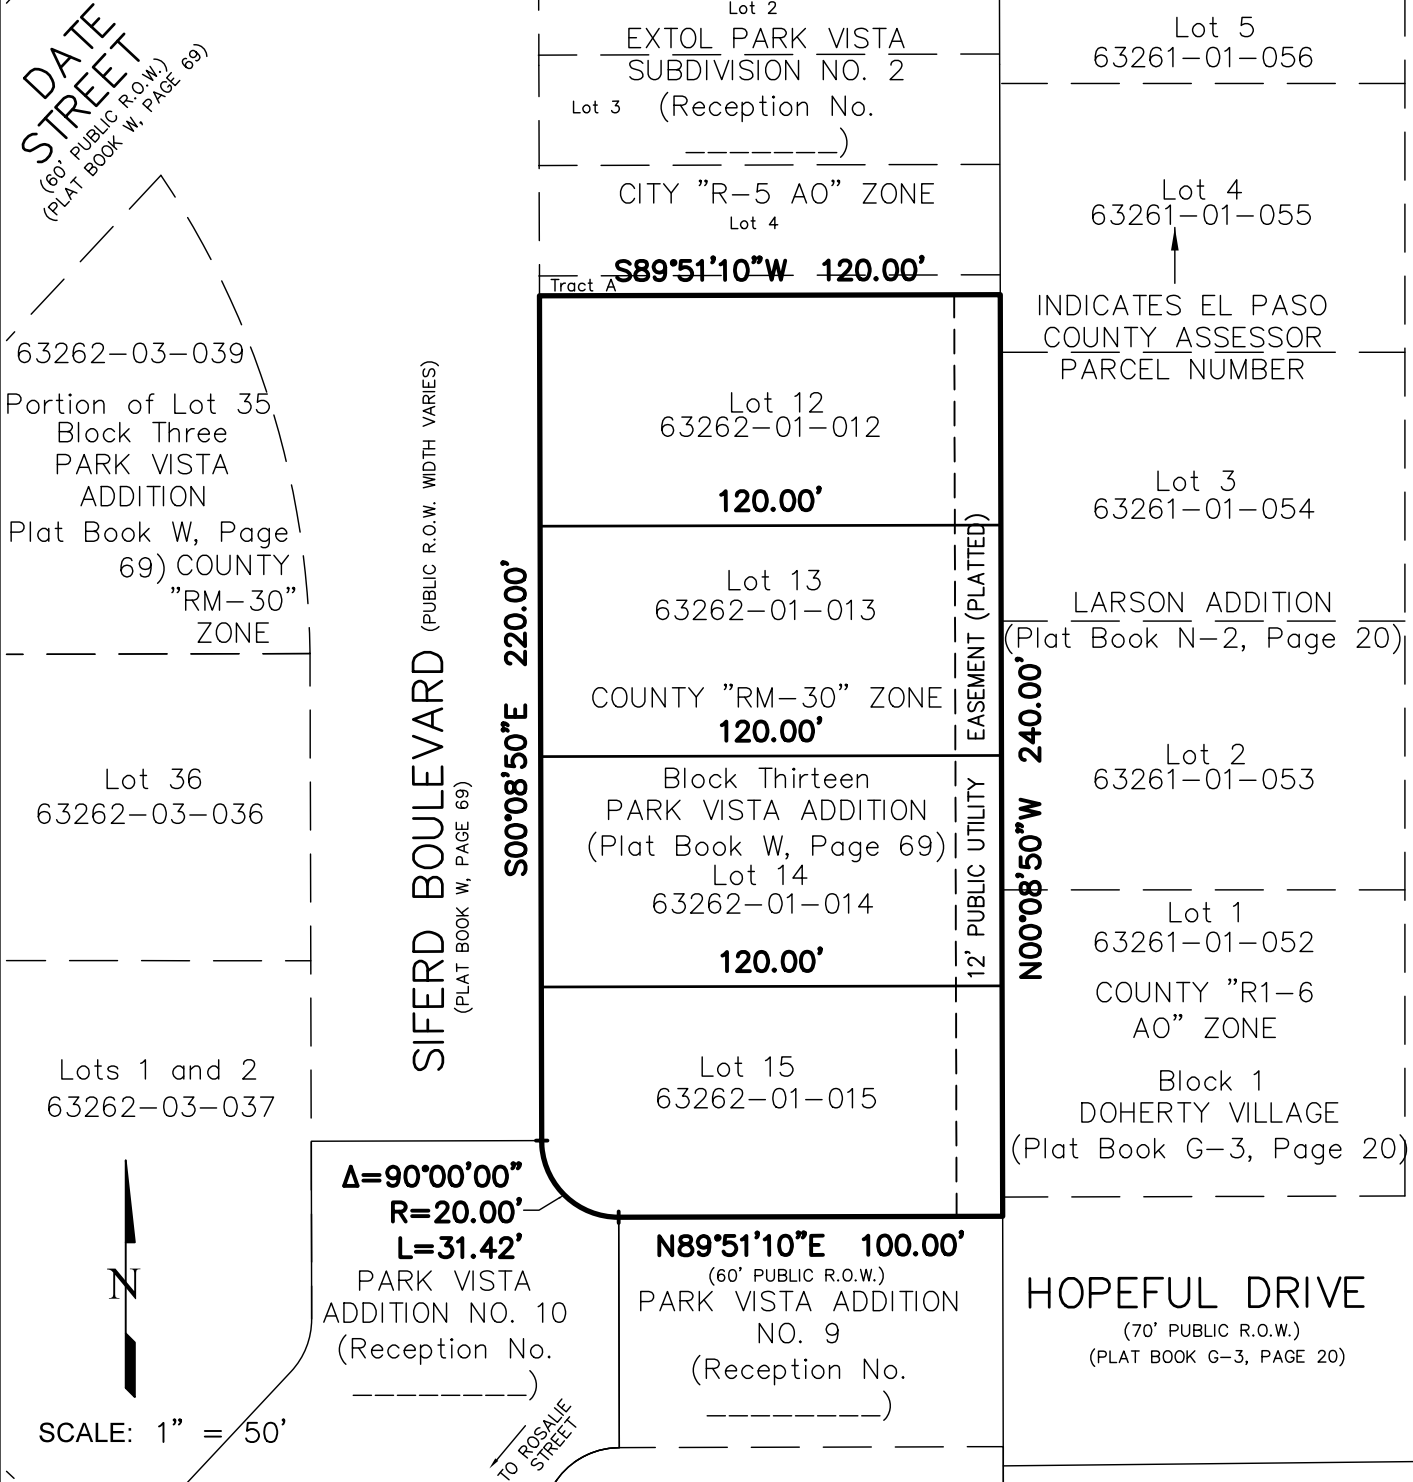 DATE
STREET
(60' PUBLIC R.O.W.)
(PLAT BOOK W, PAGE 69)
Lot 2
EXTOL PARK VISTA
SUBDIVISION NO. 2
Lot 3
(Reception No.
_______)
CITY "R-5 AO" ZONE
Lot 4
S89°51'10"W 120.00'
Tract A
Lot 5
63261-01-056
Lot 4
63261-01-055
INDICATES EL PASO
COUNTY ASSESSOR
PARCEL NUMBER
Lot 3
63261-01-054
LARSON ADDITION
(Plat Book N-2, Page 20)
Lot 2
63261-01-053
Lot 1
63261-01-052
COUNTY "R1-6
AO" ZONE
Block 1
DOHERTY VILLAGE
(Plat Book G-3, Page 20)
63262-03-039
Portion of Lot 35
Block Three
PARK VISTA
ADDITION
Plat Book W, Page
69) COUNTY
"RM-30"
ZONE
Lot 36
63262-03-036
Lots 1 and 2
63262-03-037
SIFERD BOULEVARD (PUBLIC R.O.W. WIDTH VARIES)
(PLAT BOOK W, PAGE 69)
S00°08'50"E 220.00'
Lot 12
63262-01-012
120.00'
Lot 13
63262-01-013
COUNTY "RM-30" ZONE
120.00'
Block Thirteen
PARK VISTA ADDITION
(Plat Book W, Page 69)
Lot 14
63262-01-014
120.00'
Lot 15
63262-01-015
12' PUBLIC UTILITY EASEMENT (PLATTED)
N00°08'50"W 240.00'
Δ=90°00'00"
R=20.00'
L=31.42'
PARK VISTA
ADDITION NO. 10
(Reception No.
________)
N89°51'10"E 100.00'
(60' PUBLIC R.O.W.)
PARK VISTA ADDITION
NO. 9
(Reception No.
________)
HOPEFUL DRIVE
(70' PUBLIC R.O.W.)
(PLAT BOOK G-3, PAGE 20)
N
SCALE: 1" = 50'
TO ROSALIE
STREET